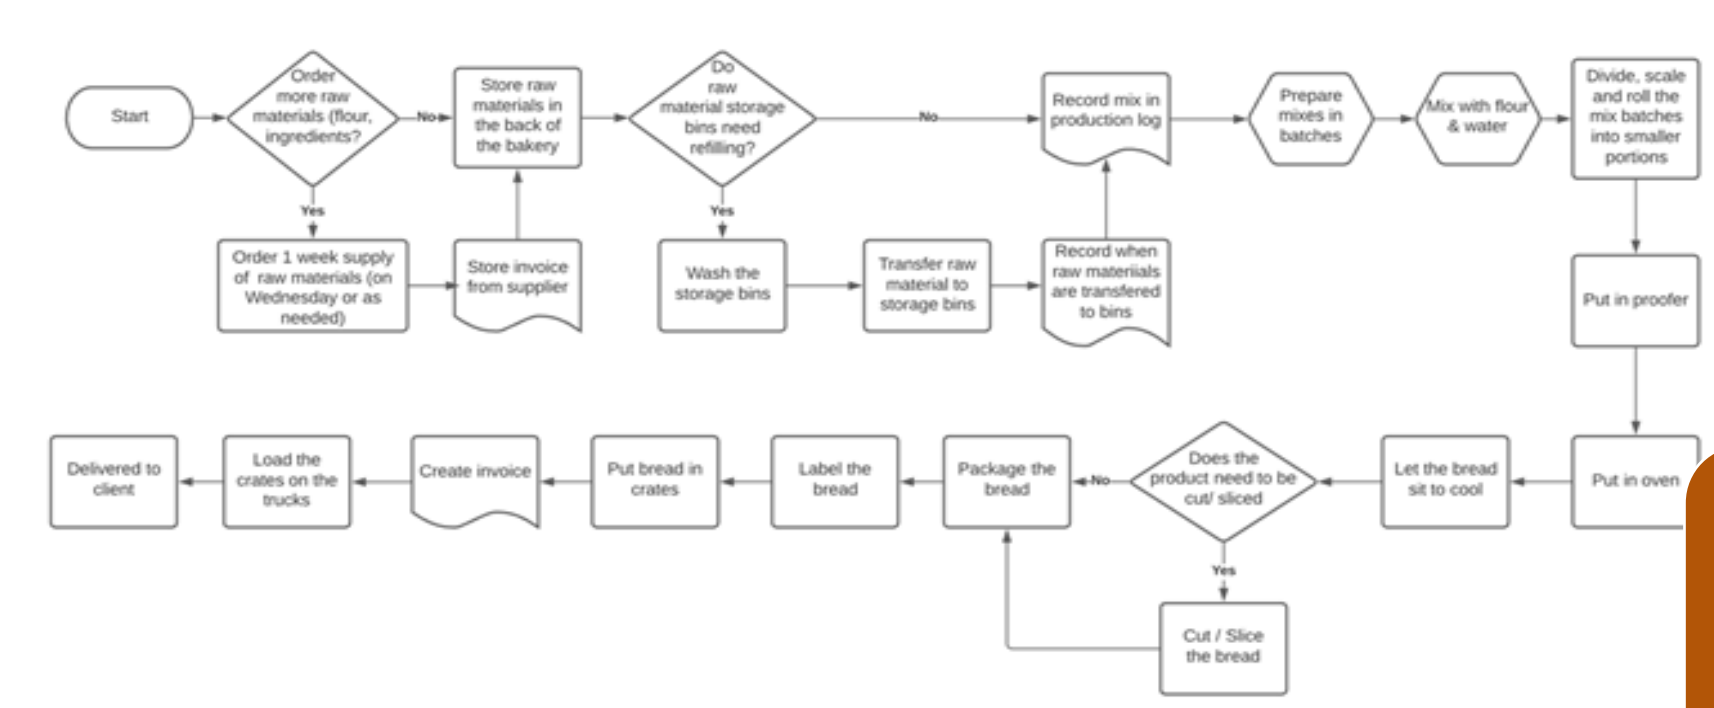 Start
Order
more raw
materials (flour,
ingredients?
No
Store raw
materials in
the back of
the bakery
Do
raw
material storage
bins need
refilling?
No
Record mix in
production log
Prepare
mixes in
batches
Mix with flour
& water
Divide, scale
and roll the
mix batches
into smaller
portions
Yes
Order 1 week supply
of raw materials (on
Wednesday or as
needed)
Store invoice
from supplier
Yes
Wash the
storage bins
Transfer raw
material to
storage bins
Record when
raw materiials
are transfered
to bins
Put in proofer
Put in oven
Let the bread
sit to cool
Does the
product need to be
cut/ sliced
No
Package the
bread
Label the
bread
Put bread in
crates
Create invoice
Load the
crates on the
trucks
Delivered to
client
Yes
Cut / Slice
the bread